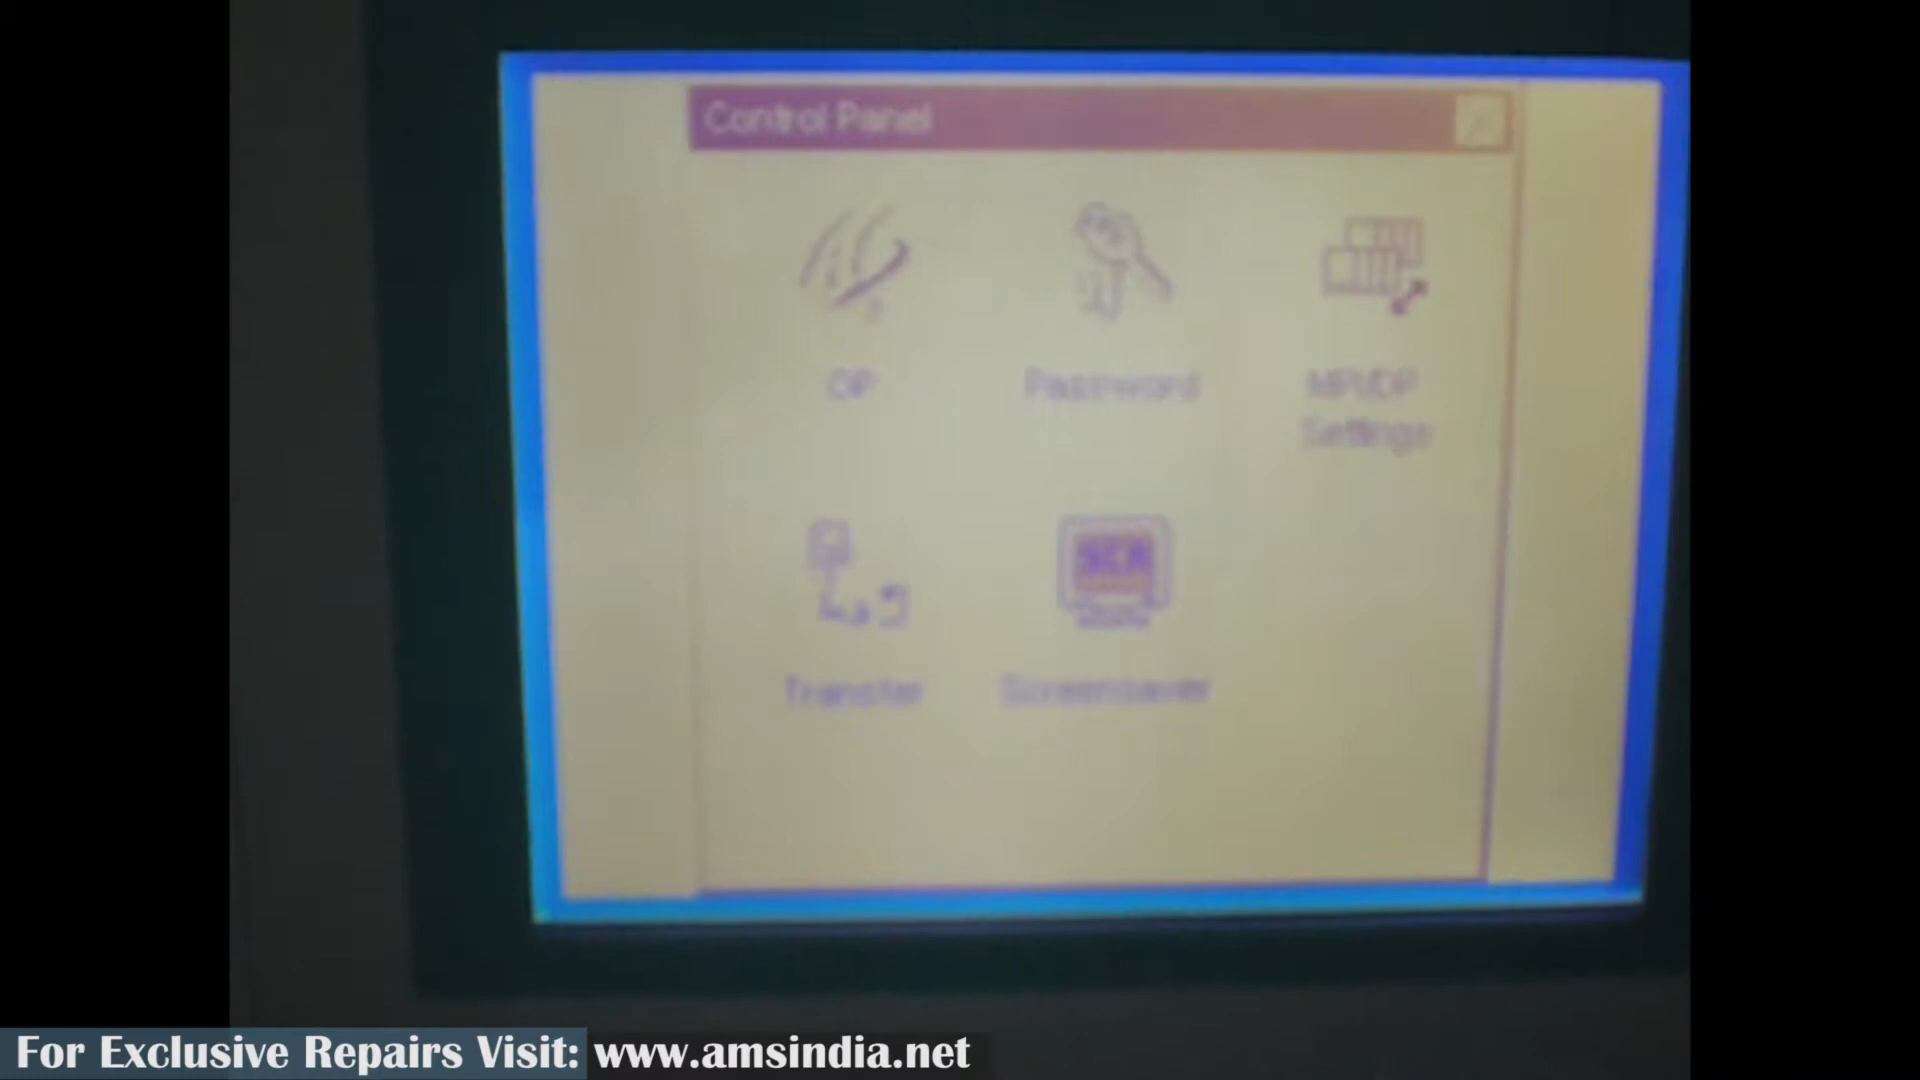 Control Panel
OP
Password
MPI/DP
Settings
Transfer
Screensaver
For Exclusive Repairs Visit: www.amsindia.net